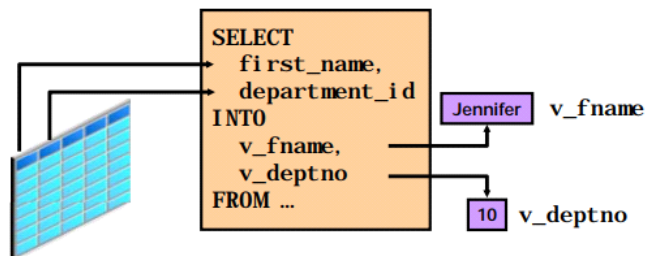 SELECT
first_name,
department_id
INTO
v_fname,
v_deptno
FROM …
Jennifer v_fname
10 v_deptno